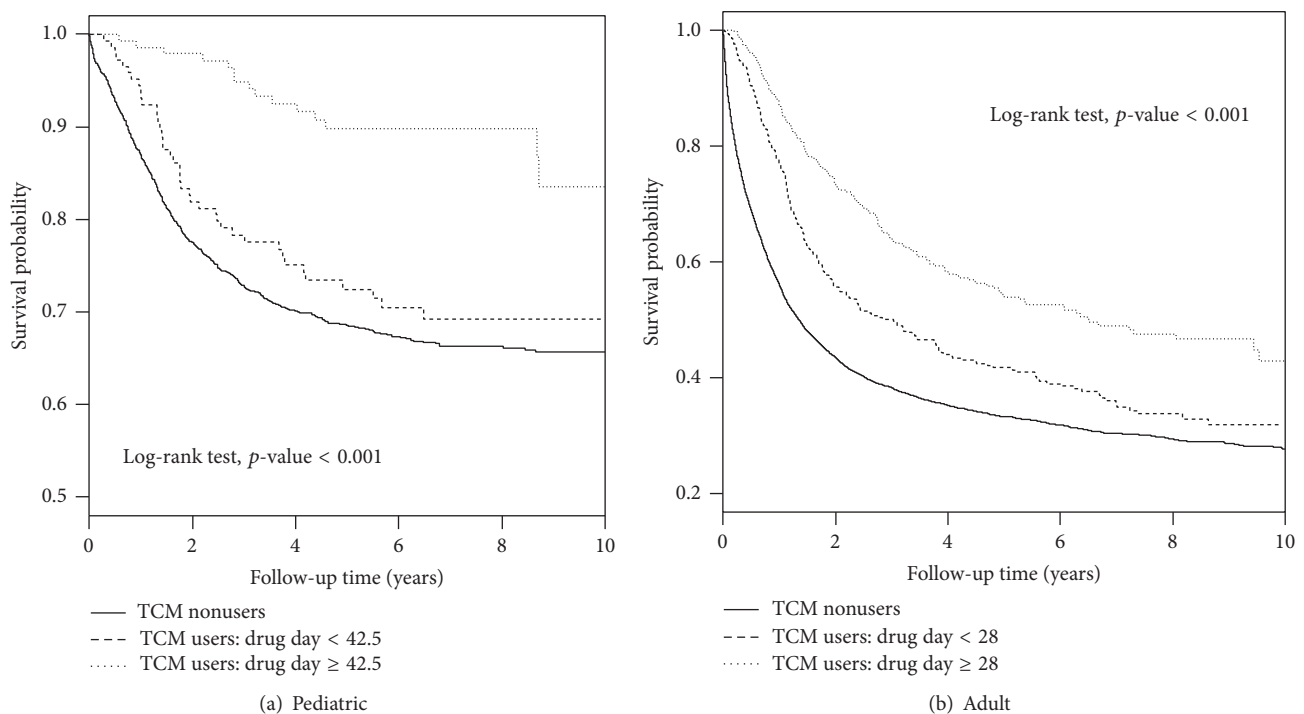 1.0
0.9
0.8
0.7
0.6
0.5
Survival probability
Log-rank test, p-value < 0.001
0
2
4
6
8
10
Follow-up time (years)
TCM nonusers
TCM users: drug day < 42.5
TCM users: drug day ≥ 42.5
(a) Pediatric
1.0
0.8
0.6
0.4
0.2
Survival probability
Log-rank test, p-value < 0.001
0
2
4
6
8
10
Follow-up time (years)
TCM nonusers
TCM users: drug day < 28
TCM users: drug day ≥ 28
(b) Adult